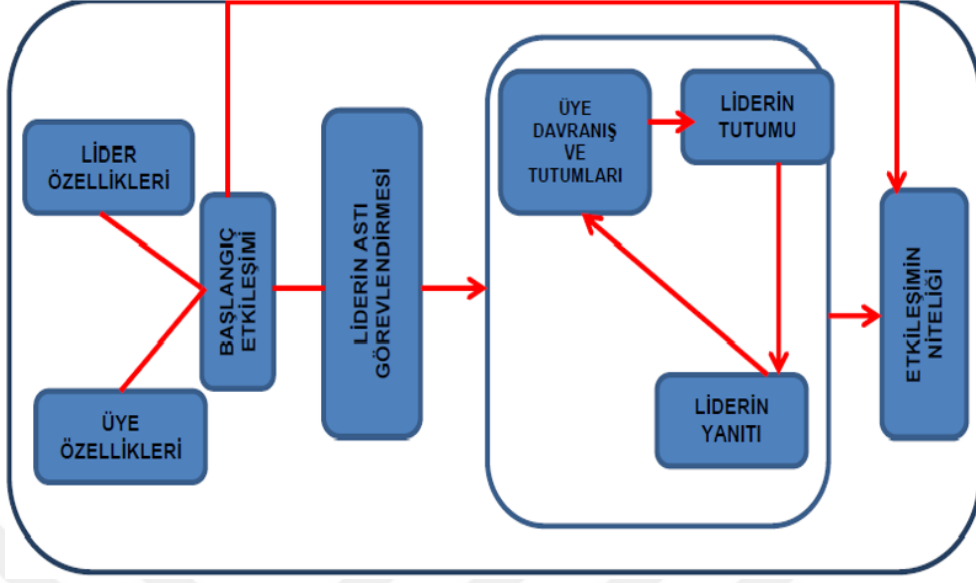 LİDER
ÖZELLİKLERİ
ÜYE
ÖZELLİKLERİ
BAŞLANGIÇ
ETKİLEŞİMİ
LİDERİN ASTI
GÖREVLENDİRMESİ
ÜYE
DAVRANIŞ
VE
TUTUMLARI
LİDERİN
TUTUMU
LİDERİN
YANITI
ETKİLEŞİMİN
NİTELİĞİ